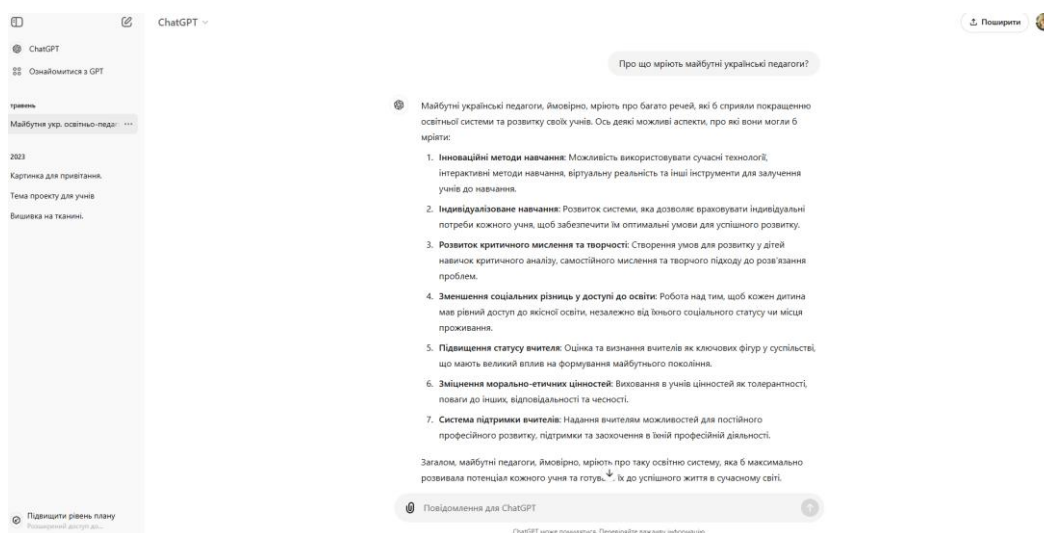 ChatGPT
Поширити
ChatGPT
Ознайомитися з GPT
травень
Майбутня укр. освітньо-педаг
2023
Картинка для привітання.
Тема проекту для учнів
Вишивка на тканині.
Підвищити рівень плану
Розширений доступ до...
Про що мріють майбутні українські педагоги?
Майбутні українські педагоги, ймовірно, мріють про багато речей, які б сприяли покращенню
освітньої системи та розвитку своїх учнів. Ось деякі можливі аспекти, про які вони могли б
мріяти:
1. Інноваційні методи навчання: Можливість використовувати сучасні технології,
інтерактивні методи навчання, віртуальну реальність та інші інструменти для залучення
учнів до навчання.
2. Індивідуалізоване навчання: Розвиток системи, яка дозволяє враховувати індивідуальні
потреби кожного учня, щоб забезпечити їм оптимальні умови для успішного розвитку.
3. Розвиток критичного мислення та творчості: Створення умов для розвитку у дітей
навичок критичного аналізу, самостійного мислення та творчого підходу до розв'язання
проблем.
4. Зменшення соціальних різниць у доступі до освіти: Робота над тим, щоб кожен дитина
мав рівний доступ до якісної освіти, незалежно від їхнього соціального статусу чи місця
проживання.
5. Підвищення статусу вчителя: Оцінка та визнання вчителів як ключових фігур у суспільстві,
що мають великий вплив на формування майбутнього покоління.
6. Зміцнення морально-етичних цінностей: Виховання в учнів цінностей як толерантності,
поваги до інших, відповідальності та чесності.
7. Система підтримки вчителів: Надання вчителям можливостей для постійного
професійного розвитку, підтримки та заохочення в їхній професійній діяльності.
Загалом, майбутні педагоги, ймовірно, мріють про таку освітню систему, яка б максимально
розвивала потенціал кожного учня та їх до успішного життя в сучасному світі.
Повідомлення для ChatGPT
ChatGPT може помилятися. Перевіряйте важливу інформацію.